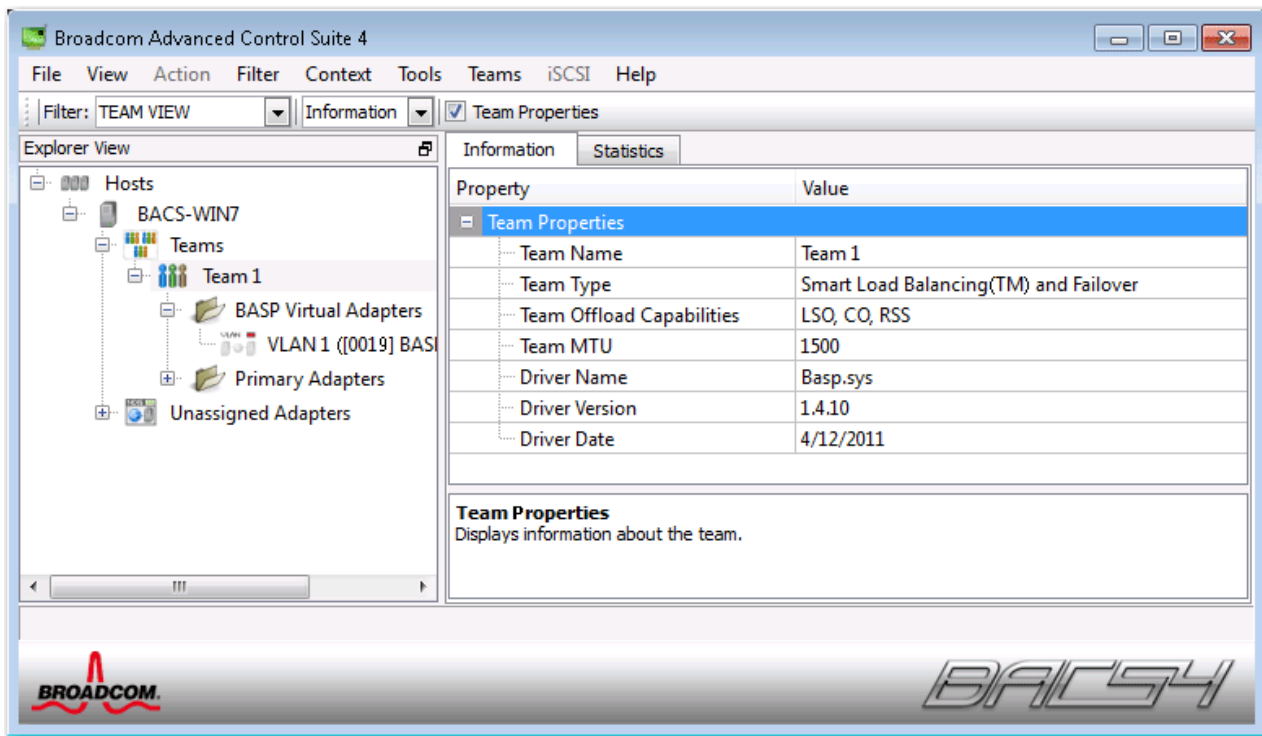 Broadcom Advanced Control Suite 4
File View Action Filter Context Tools Teams iSCSI Help
Filter: TEAM VIEW Information Team Properties
Explorer View
Hosts
BACS-WIN7
Teams
Team 1
BASP Virtual Adapters
VLAN 1 ([0019] BASI
Primary Adapters
Unassigned Adapters
Information Statistics
Property Value
Team Properties
Team Name Team 1
Team Type Smart Load Balancing(TM) and Failover
Team Offload Capabilities LSO, CO, RSS
Team MTU 1500
Driver Name Basp.sys
Driver Version 1.4.10
Driver Date 4/12/2011
Team Properties
Displays information about the team.
BROADCOM.
BACS4